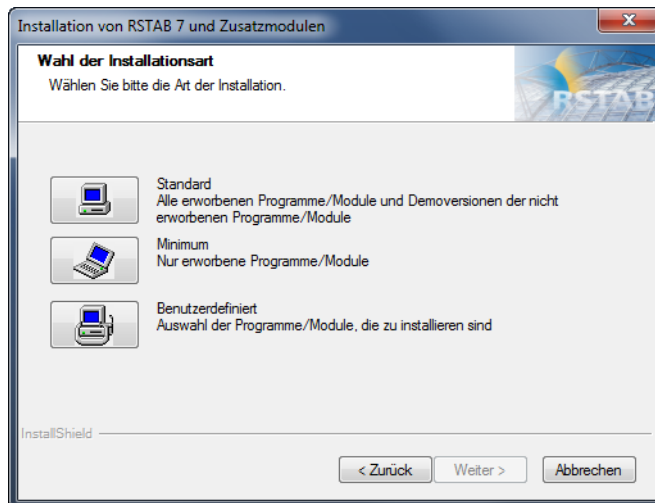 Installation von RSTAB 7 und Zusatzmodulen
Wahl der Installationsart
Wählen Sie bitte die Art der Installation.
RSTAB
Standard
Alle erworbenen Programme/Module und Demoversionen der nicht
erworbenen Programme/Module
Minimum
Nur erworbene Programme/Module
Benutzerdefiniert
Auswahl der Programme/Module, die zu installieren sind
InstallShield
< Zurück
Weiter >
Abbrechen